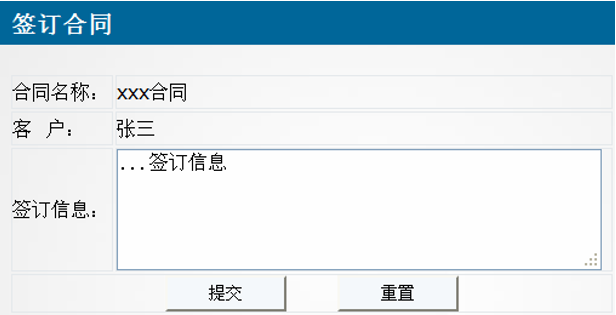 签订合同
合同名称： xxx合同
客 户： 张三
签订信息： ...签订信息
提交 重置